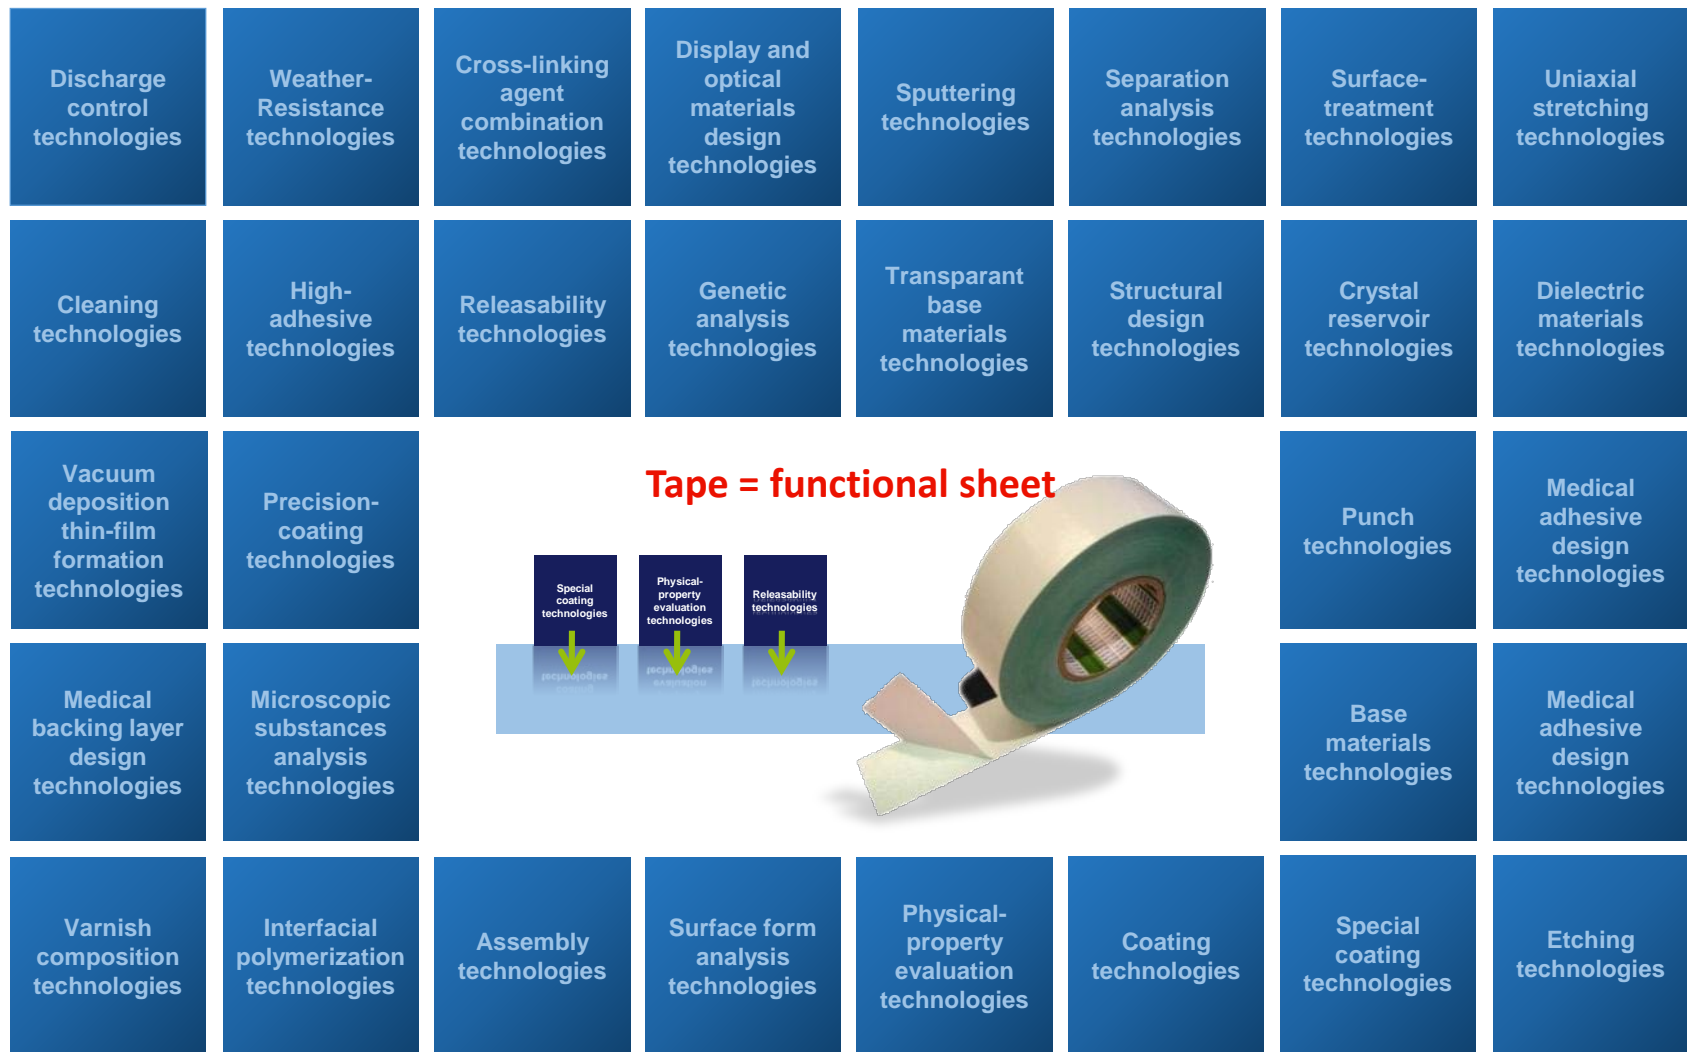 Discharge
control
technologies
Weather-
Resistance
technologies
Cross-linking
agent
combination
technologies
Display and
optical
materials
design
technologies
Sputtering
technologies
Separation
analysis
technologies
Surface-
treatment
technologies
Uniaxial
stretching
technologies
Cleaning
technologies
High-
adhesive
technologies
Releasability
technologies
Genetic
analysis
technologies
Transparant
base
materials
technologies
Structural
design
technologies
Crystal
reservoir
technologies
Dielectric
materials
technologies
Vacuum
deposition
thin-film
formation
technologies
Precision-
coating
technologies
Tape = functional sheet
Special
coating
technologies
Physical-
property
evaluation
technologies
Releasability
technologies
Punch
technologies
Medical
adhesive
design
technologies
Medical
backing layer
design
technologies
Microscopic
substances
analysis
technologies
Base
materials
technologies
Medical
adhesive
design
technologies
Varnish
composition
technologies
Interfacial
polymerization
technologies
Assembly
technologies
Surface form
analysis
technologies
Physical-
property
evaluation
technologies
Coating
technologies
Special
coating
technologies
Etching
technologies